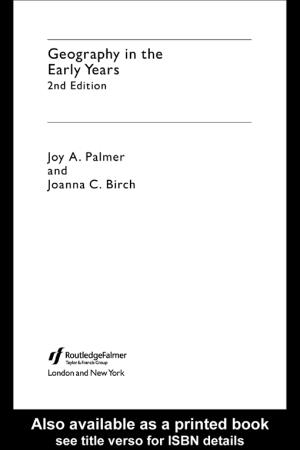 Geography in the
Early Years
2nd Edition
Joy A. Palmer
and
Joanna C. Birch
RoutledgeFalmer
Taylor & Francis Group
London and New York
Also available as a printed book
see title verso for ISBN details